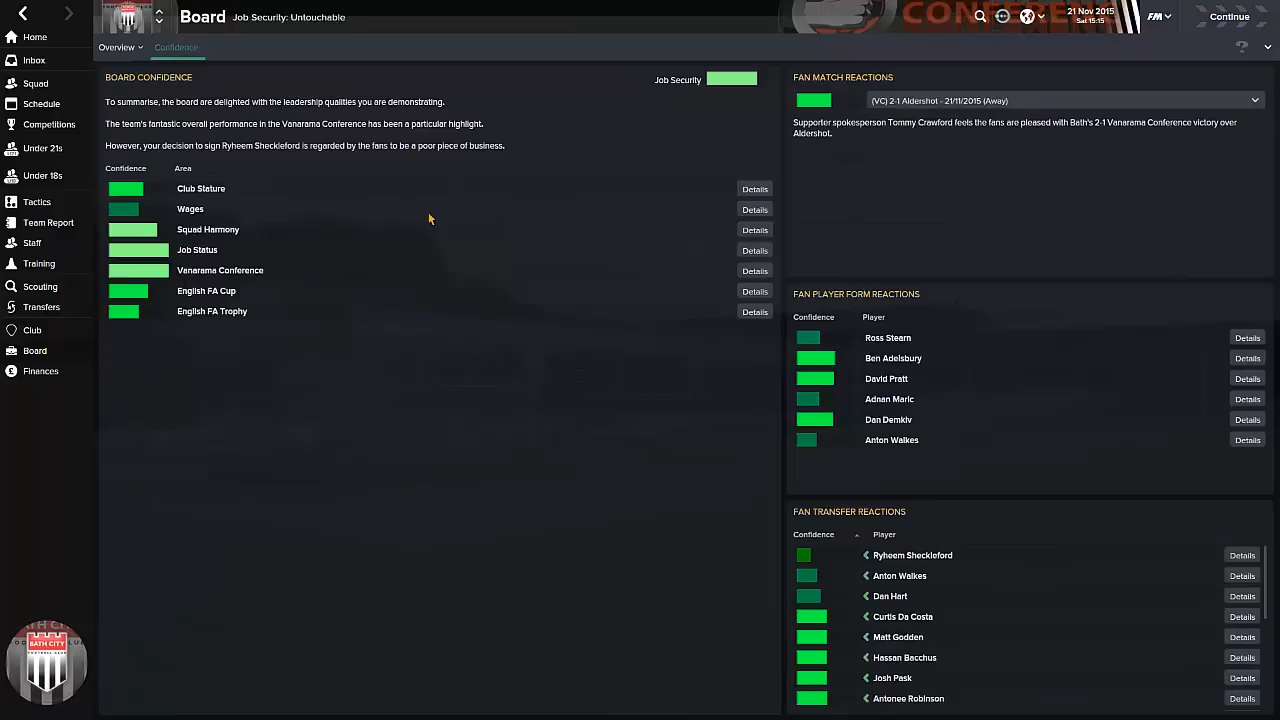 Board
Job Security: Untouchable
CONFERENCE
21 Nov 2015
Sat 15:15
FM
Continue
Home
Inbox
Squad
Schedule
Competitions
Under 21s
Under 18s
Tactics
Team Report
Staff
Training
Scouting
Transfers
Club
Board
Finances
BATH CITY
FOOTBALL CLUB
Overview
Confidence
BOARD CONFIDENCE
Job Security
To summarise, the board are delighted with the leadership qualities you are demonstrating.
The team's fantastic overall performance in the Vanarama Conference has been a particular highlight.
However, your decision to sign Ryheem Sheckleford is regarded by the fans to be a poor piece of business.
Confidence Area
Club Stature Details
Wages Details
Squad Harmony Details
Job Status Details
Vanarama Conference Details
English FA Cup Details
English FA Trophy Details
FAN MATCH REACTIONS
(VC) 2-1 Aldershot - 21/11/2015 (Away)
Supporter spokesperson Tommy Crawford feels the fans are pleased with Bath's 2-1 Vanarama Conference victory over
Aldershot.
FAN PLAYER FORM REACTIONS
Confidence Player
Ross Stearn Details
Ben Adelsbury Details
David Pratt Details
Adnan Maric Details
Dan Demkiv Details
Anton Walkes Details
FAN TRANSFER REACTIONS
Confidence Player
Ryheem Sheckleford Details
Anton Walkes Details
Dan Hart Details
Curtis Da Costa Details
Matt Godden Details
Hassan Bacchus Details
Josh Pask Details
Antonee Robinson Details